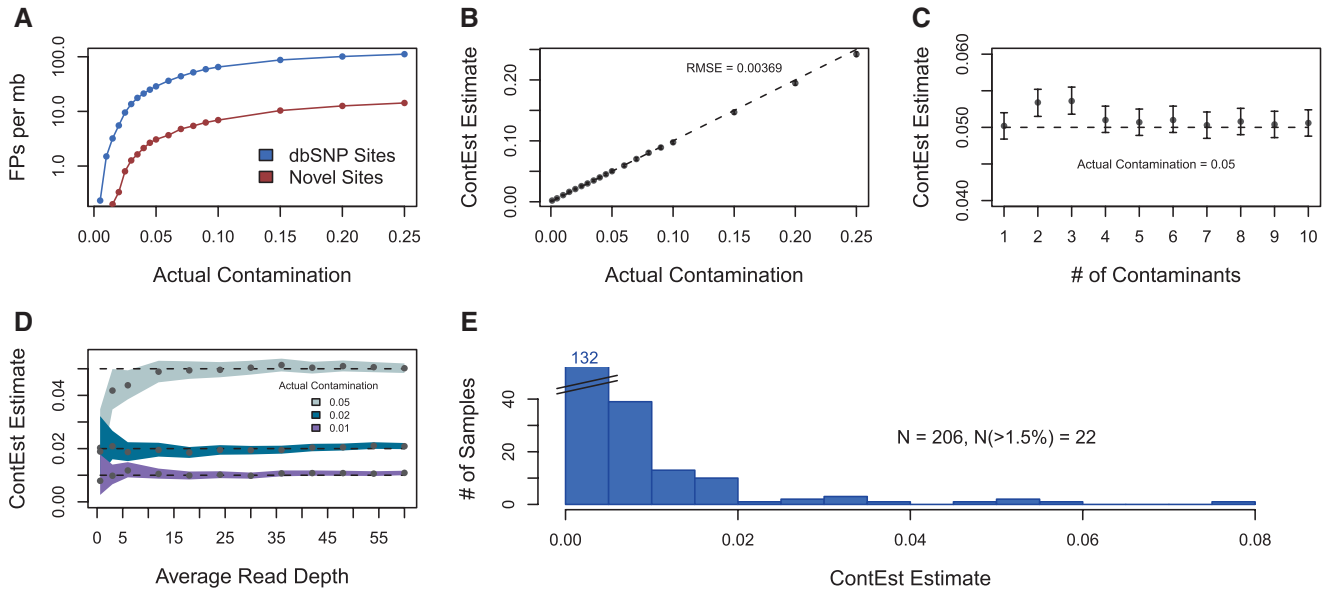 A
FPs per mb
1.0 10.0 100.0
dbSNP Sites
Novel Sites
0.00 0.05 0.10 0.15 0.20 0.25
Actual Contamination
B
ContEst Estimate
0.00 0.10 0.20
RMSE = 0.00369
0.00 0.05 0.10 0.15 0.20 0.25
Actual Contamination
C
ContEst Estimate
0.040 0.050 0.060
Actual Contamination = 0.05
1 2 3 4 5 6 7 8 9 10
# of Contaminants
D
ContEst Estimate
0.00 0.02 0.04
Actual Contamination
0.05
0.02
0.01
0 5 15 25 35 45 55
Average Read Depth
E
# of Samples
0 20 40
132
N = 206, N(>1.5%) = 22
0.00 0.02 0.04 0.06 0.08
ContEst Estimate